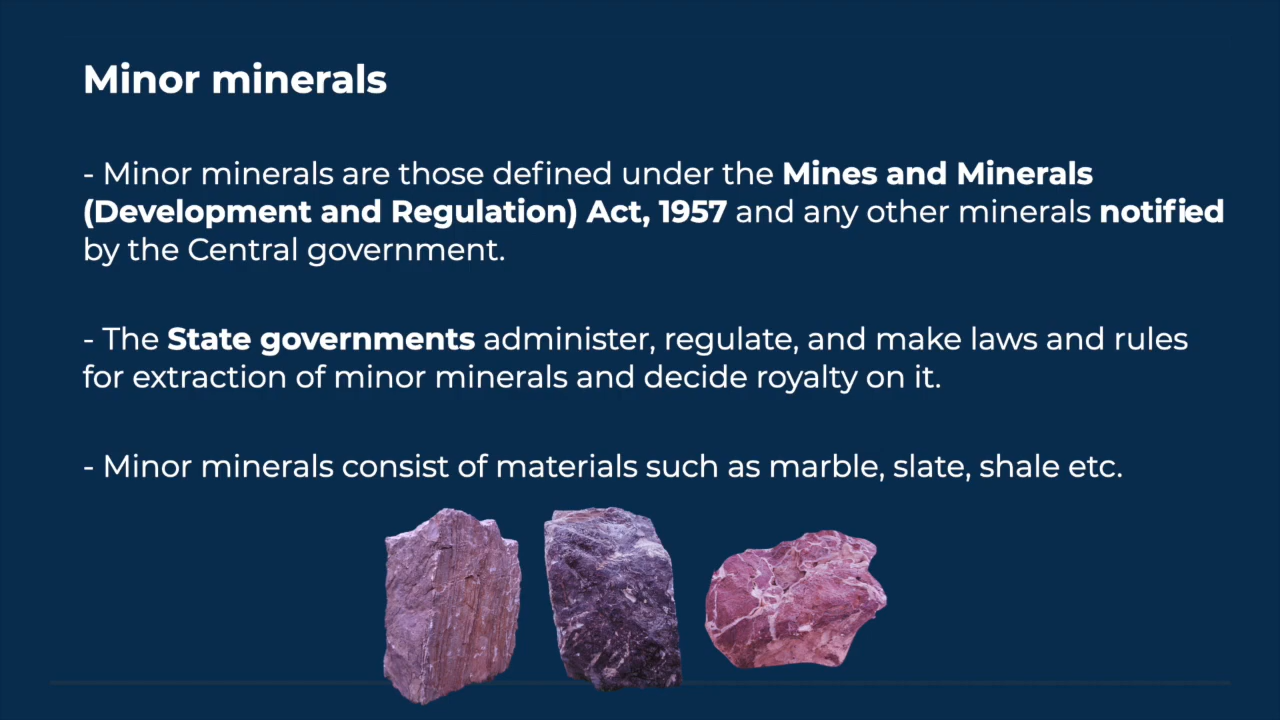 Minor minerals
- Minor minerals are those defined under the Mines and Minerals
(Development and Regulation) Act, 1957 and any other minerals notified
by the Central government.
- The State governments administer, regulate, and make laws and rules
for extraction of minor minerals and decide royalty on it.
- Minor minerals consist of materials such as marble, slate, shale etc.